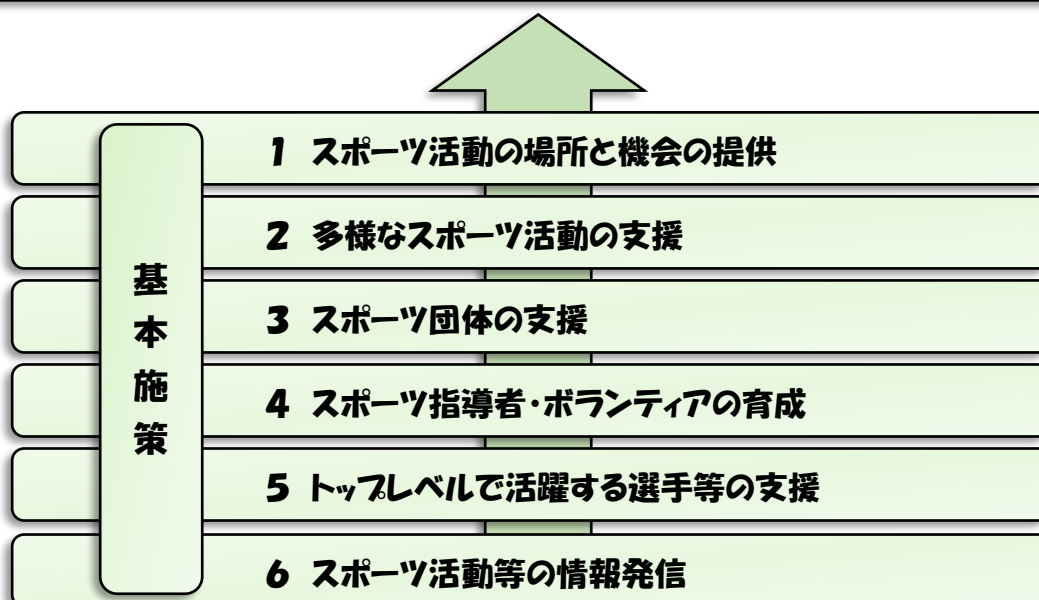 基本施策
1 スポーツ活動の場所と機会の提供
2 多様なスポーツ活動の支援
3 スポーツ団体の支援
4 スポーツ指導者・ボランティアの育成
5 トップレベルで活躍する選手等の支援
6 スポーツ活動等の情報発信